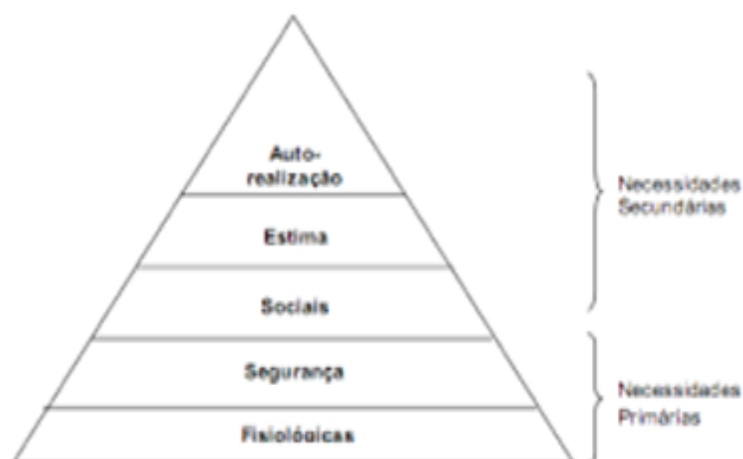 Auto-
realização
Estima
Sociais
Segurança
Fisiológicas
Necessidades
Secundárias
Necessidades
Primárias